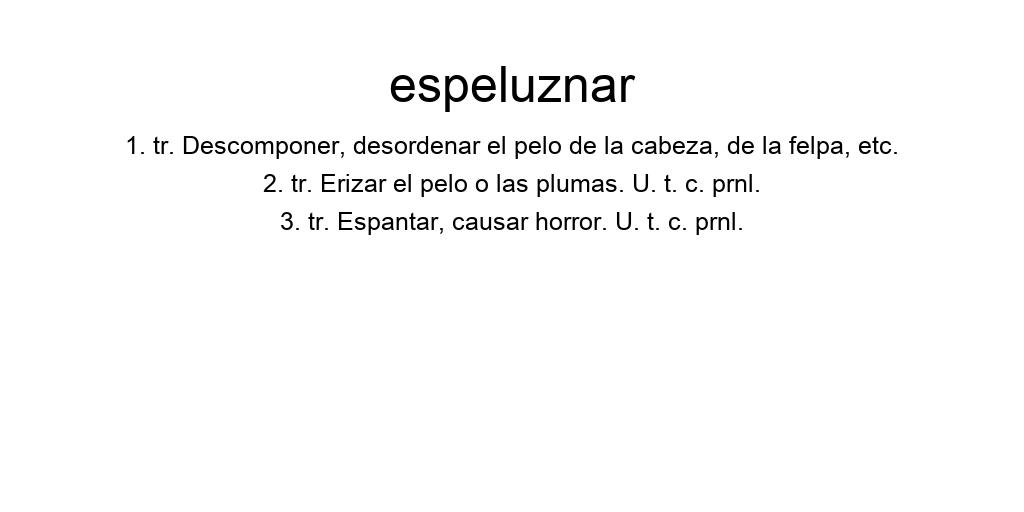 espeluznar
1. tr. Descomponer, desordenar el pelo de la cabeza, de la felpa, etc.
2. tr. Erizar el pelo o las plumas. U. t. c. prnl.
3. tr. Espantar, causar horror. U. t. c. prnl.